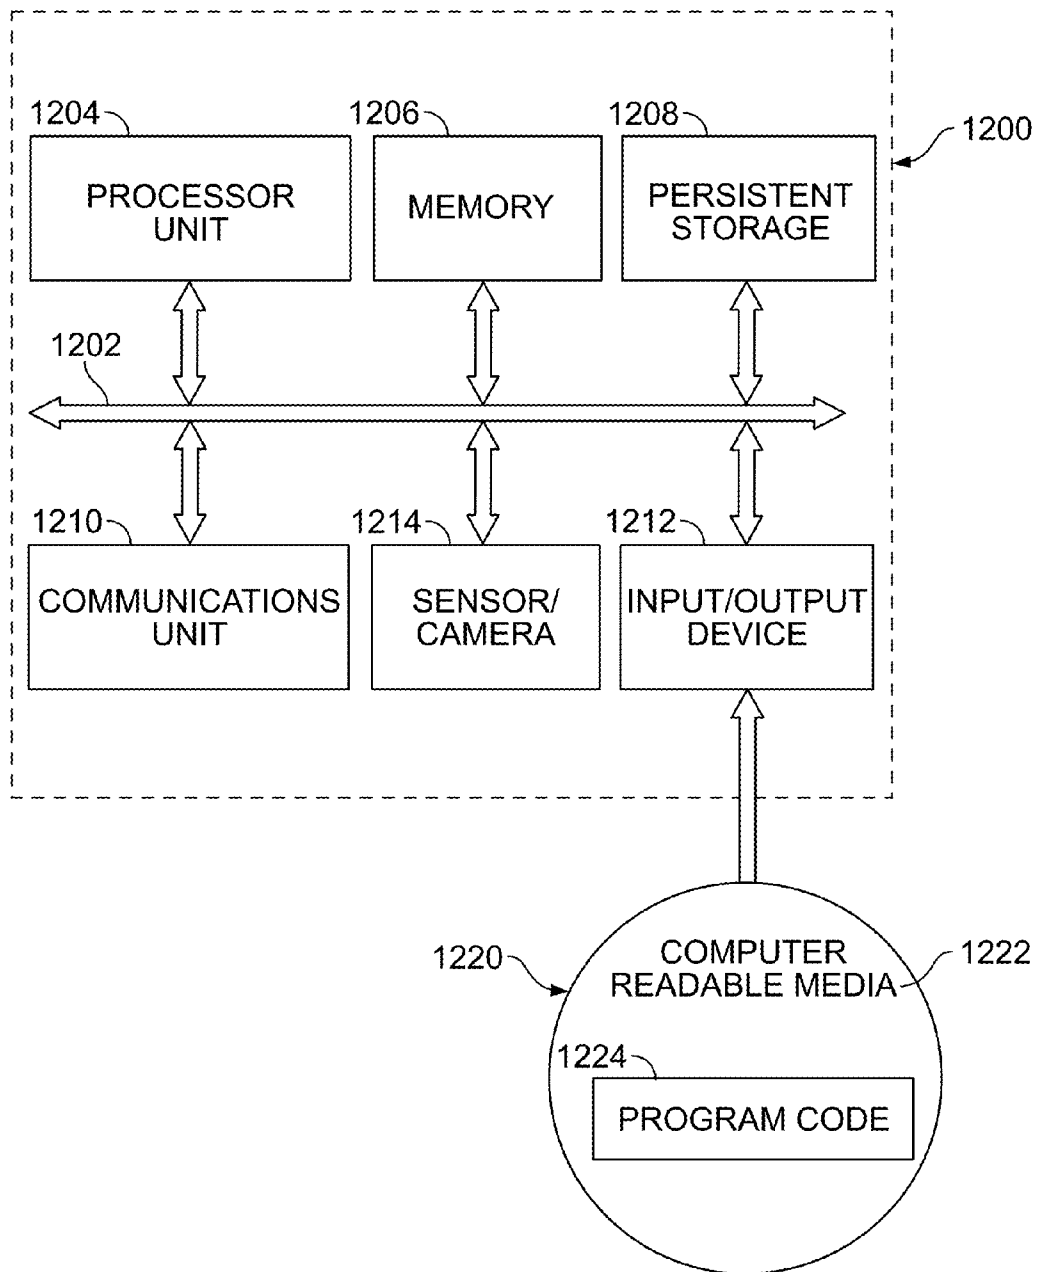 1204
1206
1208
1200
PROCESSOR
UNIT
MEMORY
PERSISTENT
STORAGE
1202
1210
1214
1212
COMMUNICATIONS
UNIT
SENSOR/
CAMERA
INPUT/OUTPUT
DEVICE
1220
COMPUTER
READABLE MEDIA
1222
1224
PROGRAM CODE